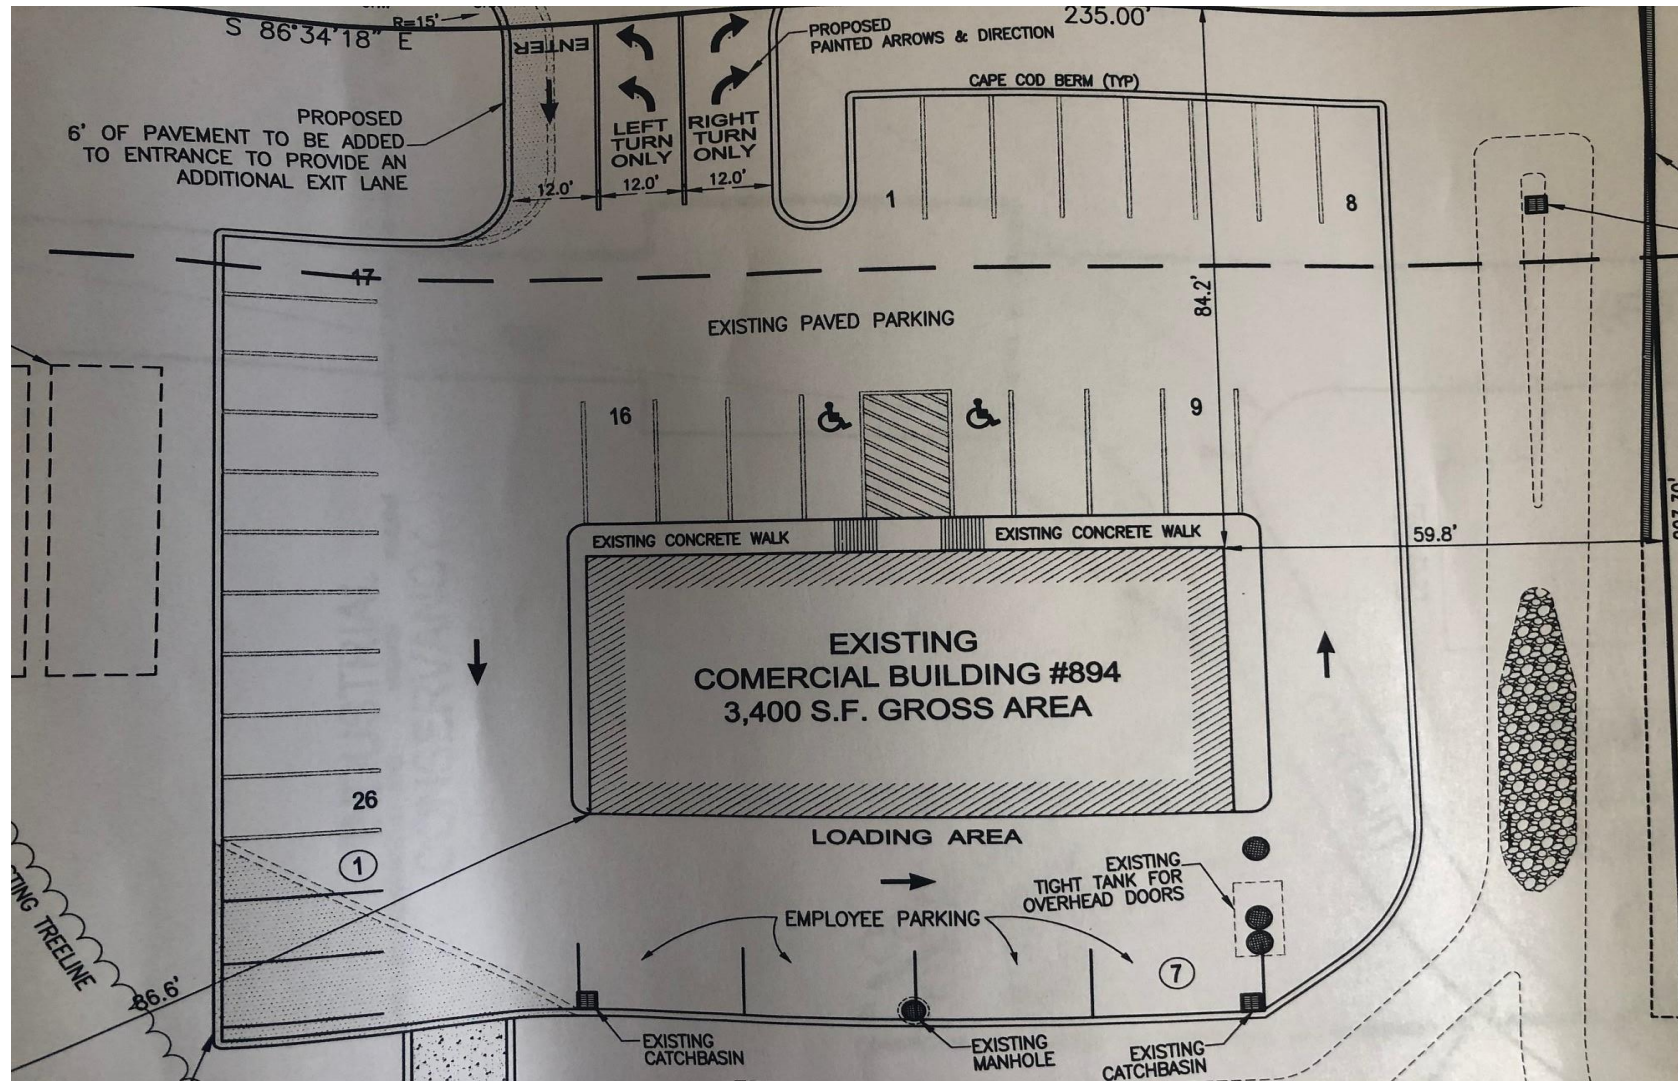 R=15'
S 86°34'18" E
ENTER
PROPOSED
PAINTED ARROWS & DIRECTION
235.00'
CAPE COD BERM (TYP)
PROPOSED
6' OF PAVEMENT TO BE ADDED
TO ENTRANCE TO PROVIDE AN
ADDITIONAL EXIT LANE
LEFT
TURN
ONLY
RIGHT
TURN
ONLY
12.0'
12.0'
12.0'
1
8
17
84.2'
EXISTING PAVED PARKING
16
9
EXISTING CONCRETE WALK
EXISTING CONCRETE WALK
59.8'
EXISTING
COMERCIAL BUILDING #894
3,400 S.F. GROSS AREA
26
LOADING AREA
1
EXISTING
TIGHT TANK FOR
OVERHEAD DOORS
EMPLOYEE PARKING
7
TREELINE
86.6'
EXISTING
CATCHBASIN
EXISTING
MANHOLE
EXISTING
CATCHBASIN